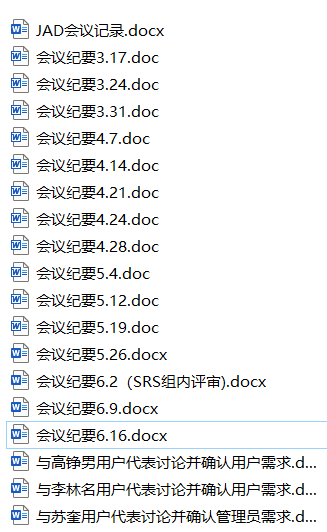 JAD会议记录.docx
会议纪要3.17.doc
会议纪要3.24.doc
会议纪要3.31.doc
会议纪要4.7.doc
会议纪要4.14.doc
会议纪要4.21.doc
会议纪要4.24.doc
会议纪要4.28.doc
会议纪要5.4.doc
会议纪要5.12.doc
会议纪要5.19.doc
会议纪要5.26.docx
会议纪要6.2（SRS组内评审).docx
会议纪要6.9.docx
会议纪要6.16.docx
与高铮男用户代表讨论并确认用户需求.d...
与李林名用户代表讨论并确认用户需求.d...
与苏奎用户代表讨论并确认管理员需求.d...